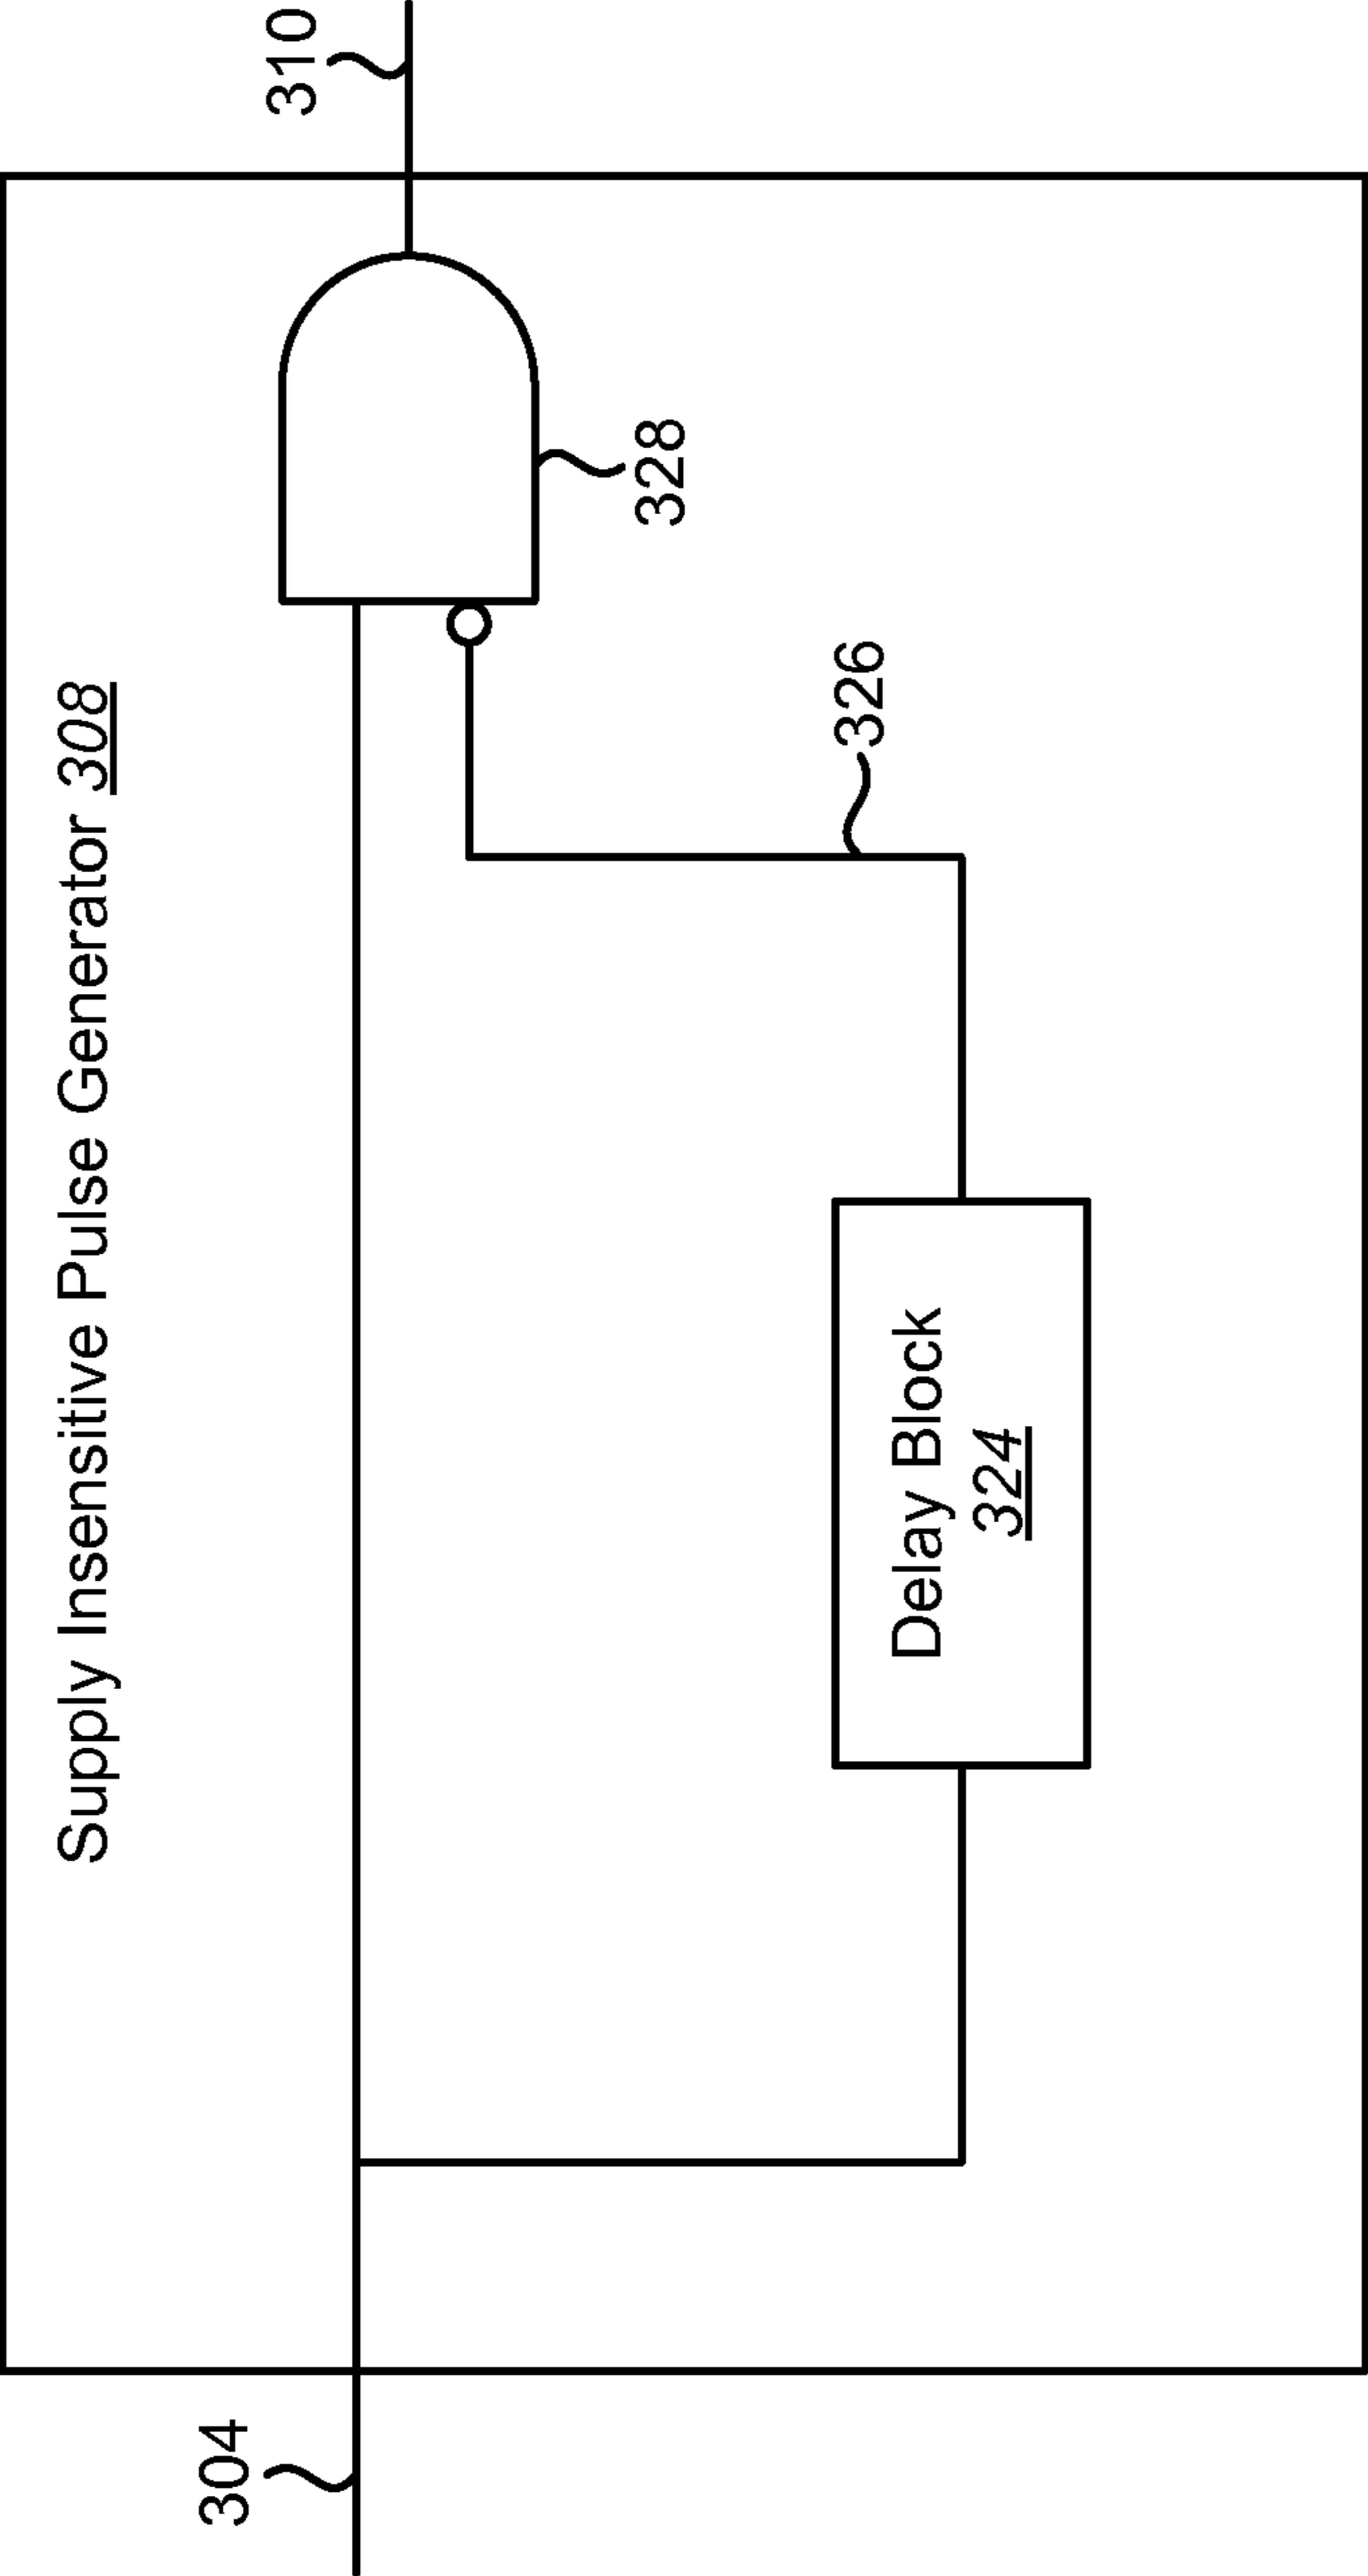 Supply Insensitive Pulse Generator 308
304
310
328
326
Delay Block
324